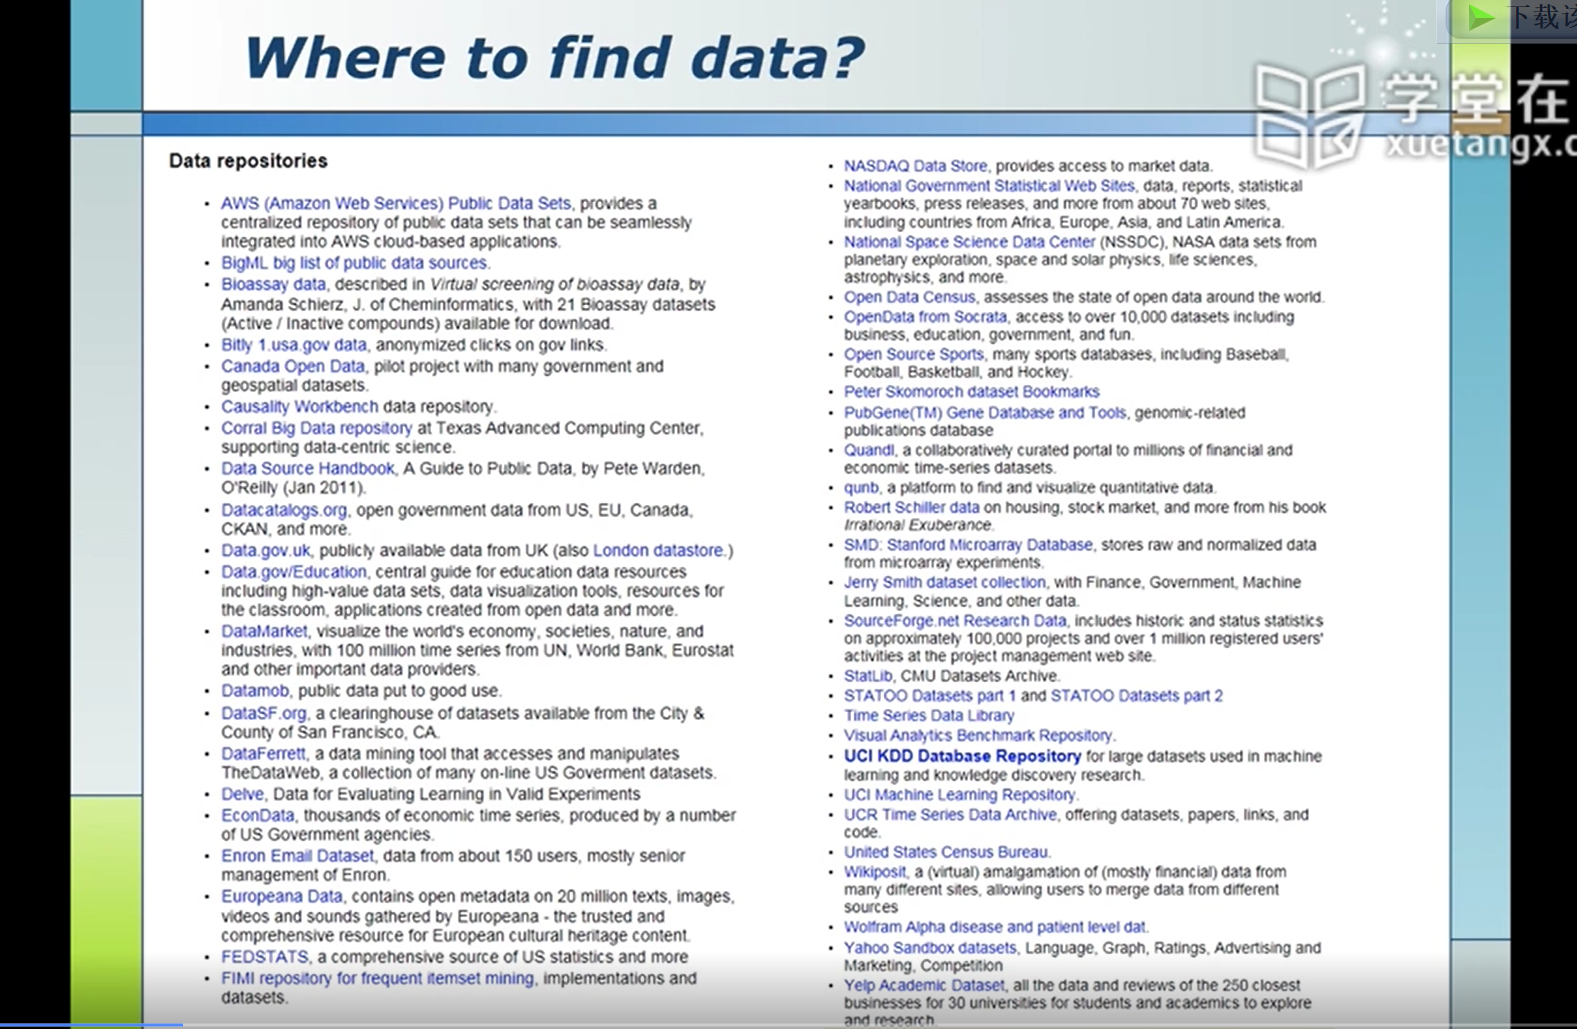 Where to find data?
下载该
学堂在
xuetangx.c
Data repositories
• AWS (Amazon Web Services) Public Data Sets, provides a
centralized repository of public data sets that can be seamlessly
integrated into AWS cloud-based applications.
• BigML big list of public data sources.
• Bioassay data, described in Virtual screening of bioassay data, by
Amanda Schierz, J. of Cheminformatics, with 21 Bioassay datasets
(Active / Inactive compounds) available for download.
• Bitly 1.usa.gov data, anonymized clicks on gov links.
• Canada Open Data, pilot project with many government and
geospatial datasets.
• Causality Workbench data repository.
• Corral Big Data repository at Texas Advanced Computing Center,
supporting data-centric science.
• Data Source Handbook, A Guide to Public Data, by Pete Warden,
O'Reilly (Jan 2011).
• Datacatalogs.org, open government data from US, EU, Canada,
CKAN, and more.
• Data.gov.uk, publicly available data from UK (also London datastore.)
• Data.gov/Education, central guide for education data resources
including high-value data sets, data visualization tools, resources for
the classroom, applications created from open data and more.
• DataMarket, visualize the world's economy, societies, nature, and
industries, with 100 million time series from UN, World Bank, Eurostat
and other important data providers.
• Datamob, public data put to good use.
• DataSF.org, a clearinghouse of datasets available from the City &
County of San Francisco, CA.
• DataFerrett, a data mining tool that accesses and manipulates
TheDataWeb, a collection of many on-line US Goverment datasets.
• Delve, Data for Evaluating Learning in Valid Experiments
• EconData, thousands of economic time series, produced by a number
of US Government agencies.
• Enron Email Dataset, data from about 150 users, mostly senior
management of Enron.
• Europeana Data, contains open metadata on 20 million texts, images,
videos and sounds gathered by Europeana - the trusted and
comprehensive resource for European cultural heritage content.
• FEDSTATS, a comprehensive source of US statistics and more
• FIMI repository for frequent itemset mining, implementations and
datasets.
• NASDAQ Data Store, provides access to market data.
• National Government Statistical Web Sites, data, reports, statistical
yearbooks, press releases, and more from about 70 web sites,
including countries from Africa, Europe, Asia, and Latin America.
• National Space Science Data Center (NSSDC), NASA data sets from
planetary exploration, space and solar physics, life sciences,
astrophysics, and more.
• Open Data Census, assesses the state of open data around the world.
• OpenData from Socrata, access to over 10,000 datasets including
business, education, government, and fun.
• Open Source Sports, many sports databases, including Baseball,
Football, Basketball, and Hockey.
• Peter Skomoroch dataset Bookmarks
• PubGene(TM) Gene Database and Tools, genomic-related
publications database
• Quandl, a collaboratively curated portal to millions of financial and
economic time-series datasets.
• qunb, a platform to find and visualize quantitative data.
• Robert Schiller data on housing, stock market, and more from his book
Irrational Exuberance.
• SMD: Stanford Microarray Database, stores raw and normalized data
from microarray experiments.
• Jerry Smith dataset collection, with Finance, Government, Machine
Learning, Science, and other data.
• SourceForge.net Research Data, includes historic and status statistics
on approximately 100,000 projects and over 1 million registered users'
activities at the project management web site.
• StatLib, CMU Datasets Archive.
• STATOO Datasets part 1 and STATOO Datasets part 2
• Time Series Data Library
• Visual Analytics Benchmark Repository.
• UCI KDD Database Repository for large datasets used in machine
learning and knowledge discovery research.
• UCI Machine Learning Repository.
• UCR Time Series Data Archive, offering datasets, papers, links, and
code.
• United States Census Bureau.
• Wikiposit, a (virtual) amalgamation of (mostly financial) data from
many different sites, allowing users to merge data from different
sources
• Wolfram Alpha disease and patient level dat.
• Yahoo Sandbox datasets, Language, Graph, Ratings, Advertising and
Marketing, Competition
• Yelp Academic Dataset, all the data and reviews of the 250 closest
businesses for 30 universities for students and academics to explore
and research.